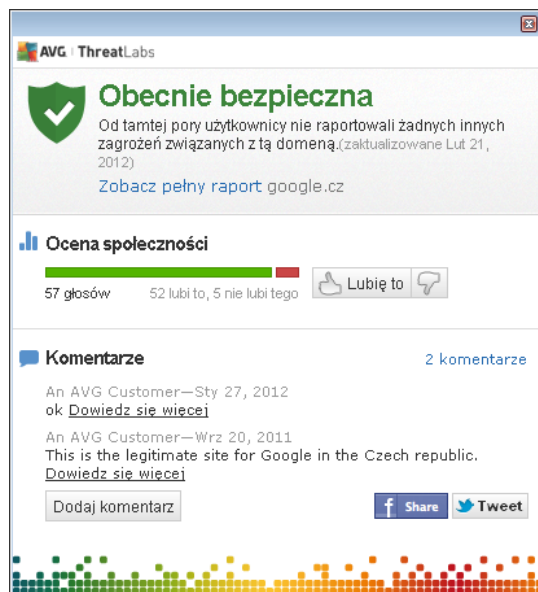 AVG ThreatLabs
Obecnie bezpieczna
Od tamtej pory użytkownicy nie raportowali żadnych innych
zagrożeń związanych z tą domeną.(zaktualizowane Lut 21,
2012)
Zobacz pełny raport google.cz
Ocena społeczności
57 głosów 52 lubi to, 5 nie lubi tego Lubię to
Komentarze 2 komentarze
An AVG Customer—Sty 27, 2012
ok Dowiedz się więcej
An AVG Customer—Wrz 20, 2011
This is the legitimate site for Google in the Czech republic.
Dowiedz się więcej
Dodaj komentarz f Share Tweet